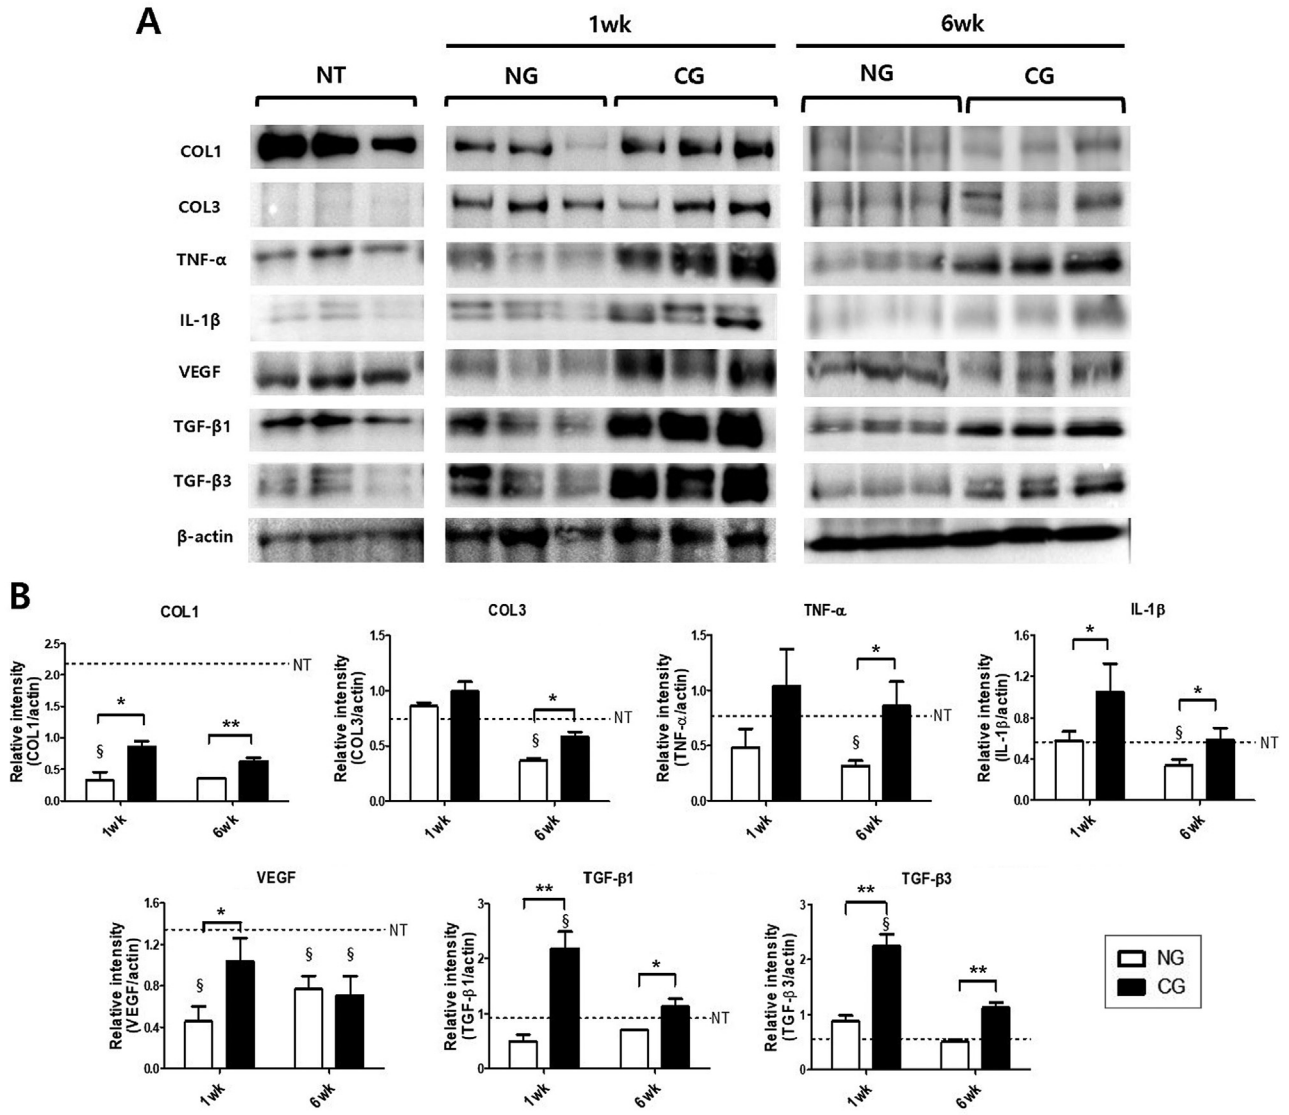 A
1wk
6wk
NT
NG
CG
NG
CG
COL1
COL3
TNF-α
IL-1β
VEGF
TGF-β1
TGF-β3
β-actin
B
COL1
Relative intensity
(COL1/actin)
2.5
2.0
1.5
1.0
0.5
0.0
NT
*
**
§
1wk
6wk
COL3
Relative intensity
(COL3/actin)
1.5
1.0
0.5
0.0
NT
*
§
1wk
6wk
TNF-α
Relative intensity
(TNF-α/actin)
1.5
1.0
0.5
0.0
NT
*
§
1wk
6wk
IL-1β
Relative intensity
(IL-1β/actin)
1.6
1.2
0.8
0.4
0.0
NT
*
*
§
1wk
6wk
VEGF
Relative intensity
(VEGF/actin)
1.6
1.2
0.8
0.4
0.0
NT
*
§
§
§
1wk
6wk
TGF-β1
Relative intensity
(TGF-β1/actin)
3
2
1
0
NT
**
§
*
1wk
6wk
TGF-β3
Relative intensity
(TGF-β3/actin)
3
2
1
0
**
§
**
1wk
6wk
NG
CG